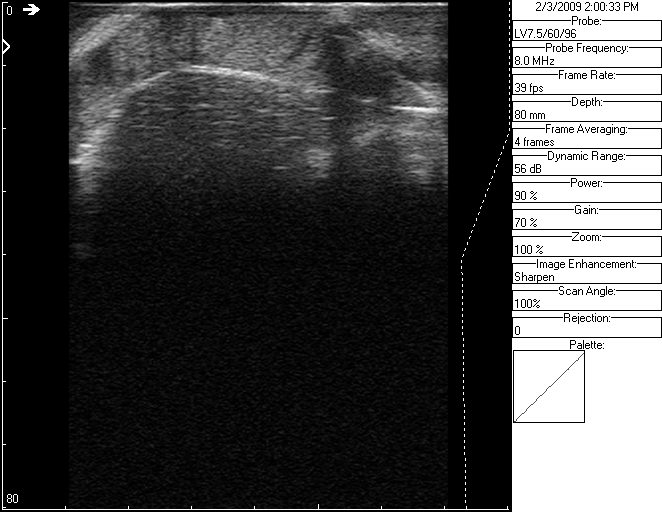 0
80
2/3/2009 2:00:33 PM
Probe:
LV7.5/60/96
Probe Frequency:
8.0 MHz
Frame Rate:
39 fps
Depth:
80 mm
Frame Averaging:
4 frames
Dynamic Range:
56 dB
Power:
90 %
Gain:
70 %
Zoom:
100 %
Image Enhancement:
Sharpen
Scan Angle:
100%
Rejection:
0
Palette: